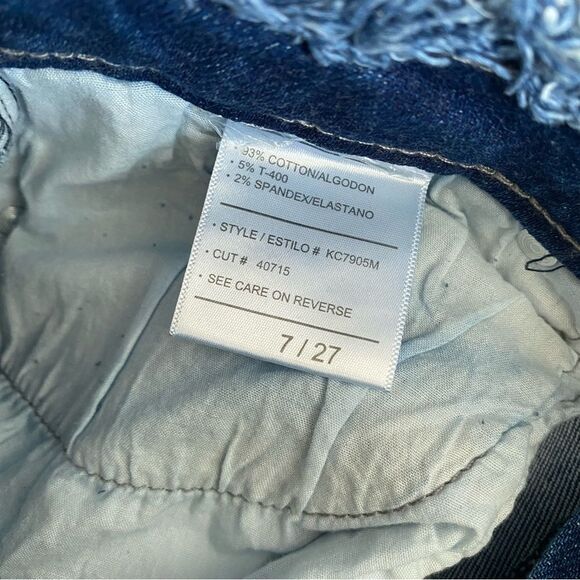 · 93% COTTON/ALGODON
· 5% T-400
· 2% SPANDEX/ELASTANO
· STYLE / ESTILO # KC7905M
· CUT # 40715
· SEE CARE ON REVERSE
7 / 27